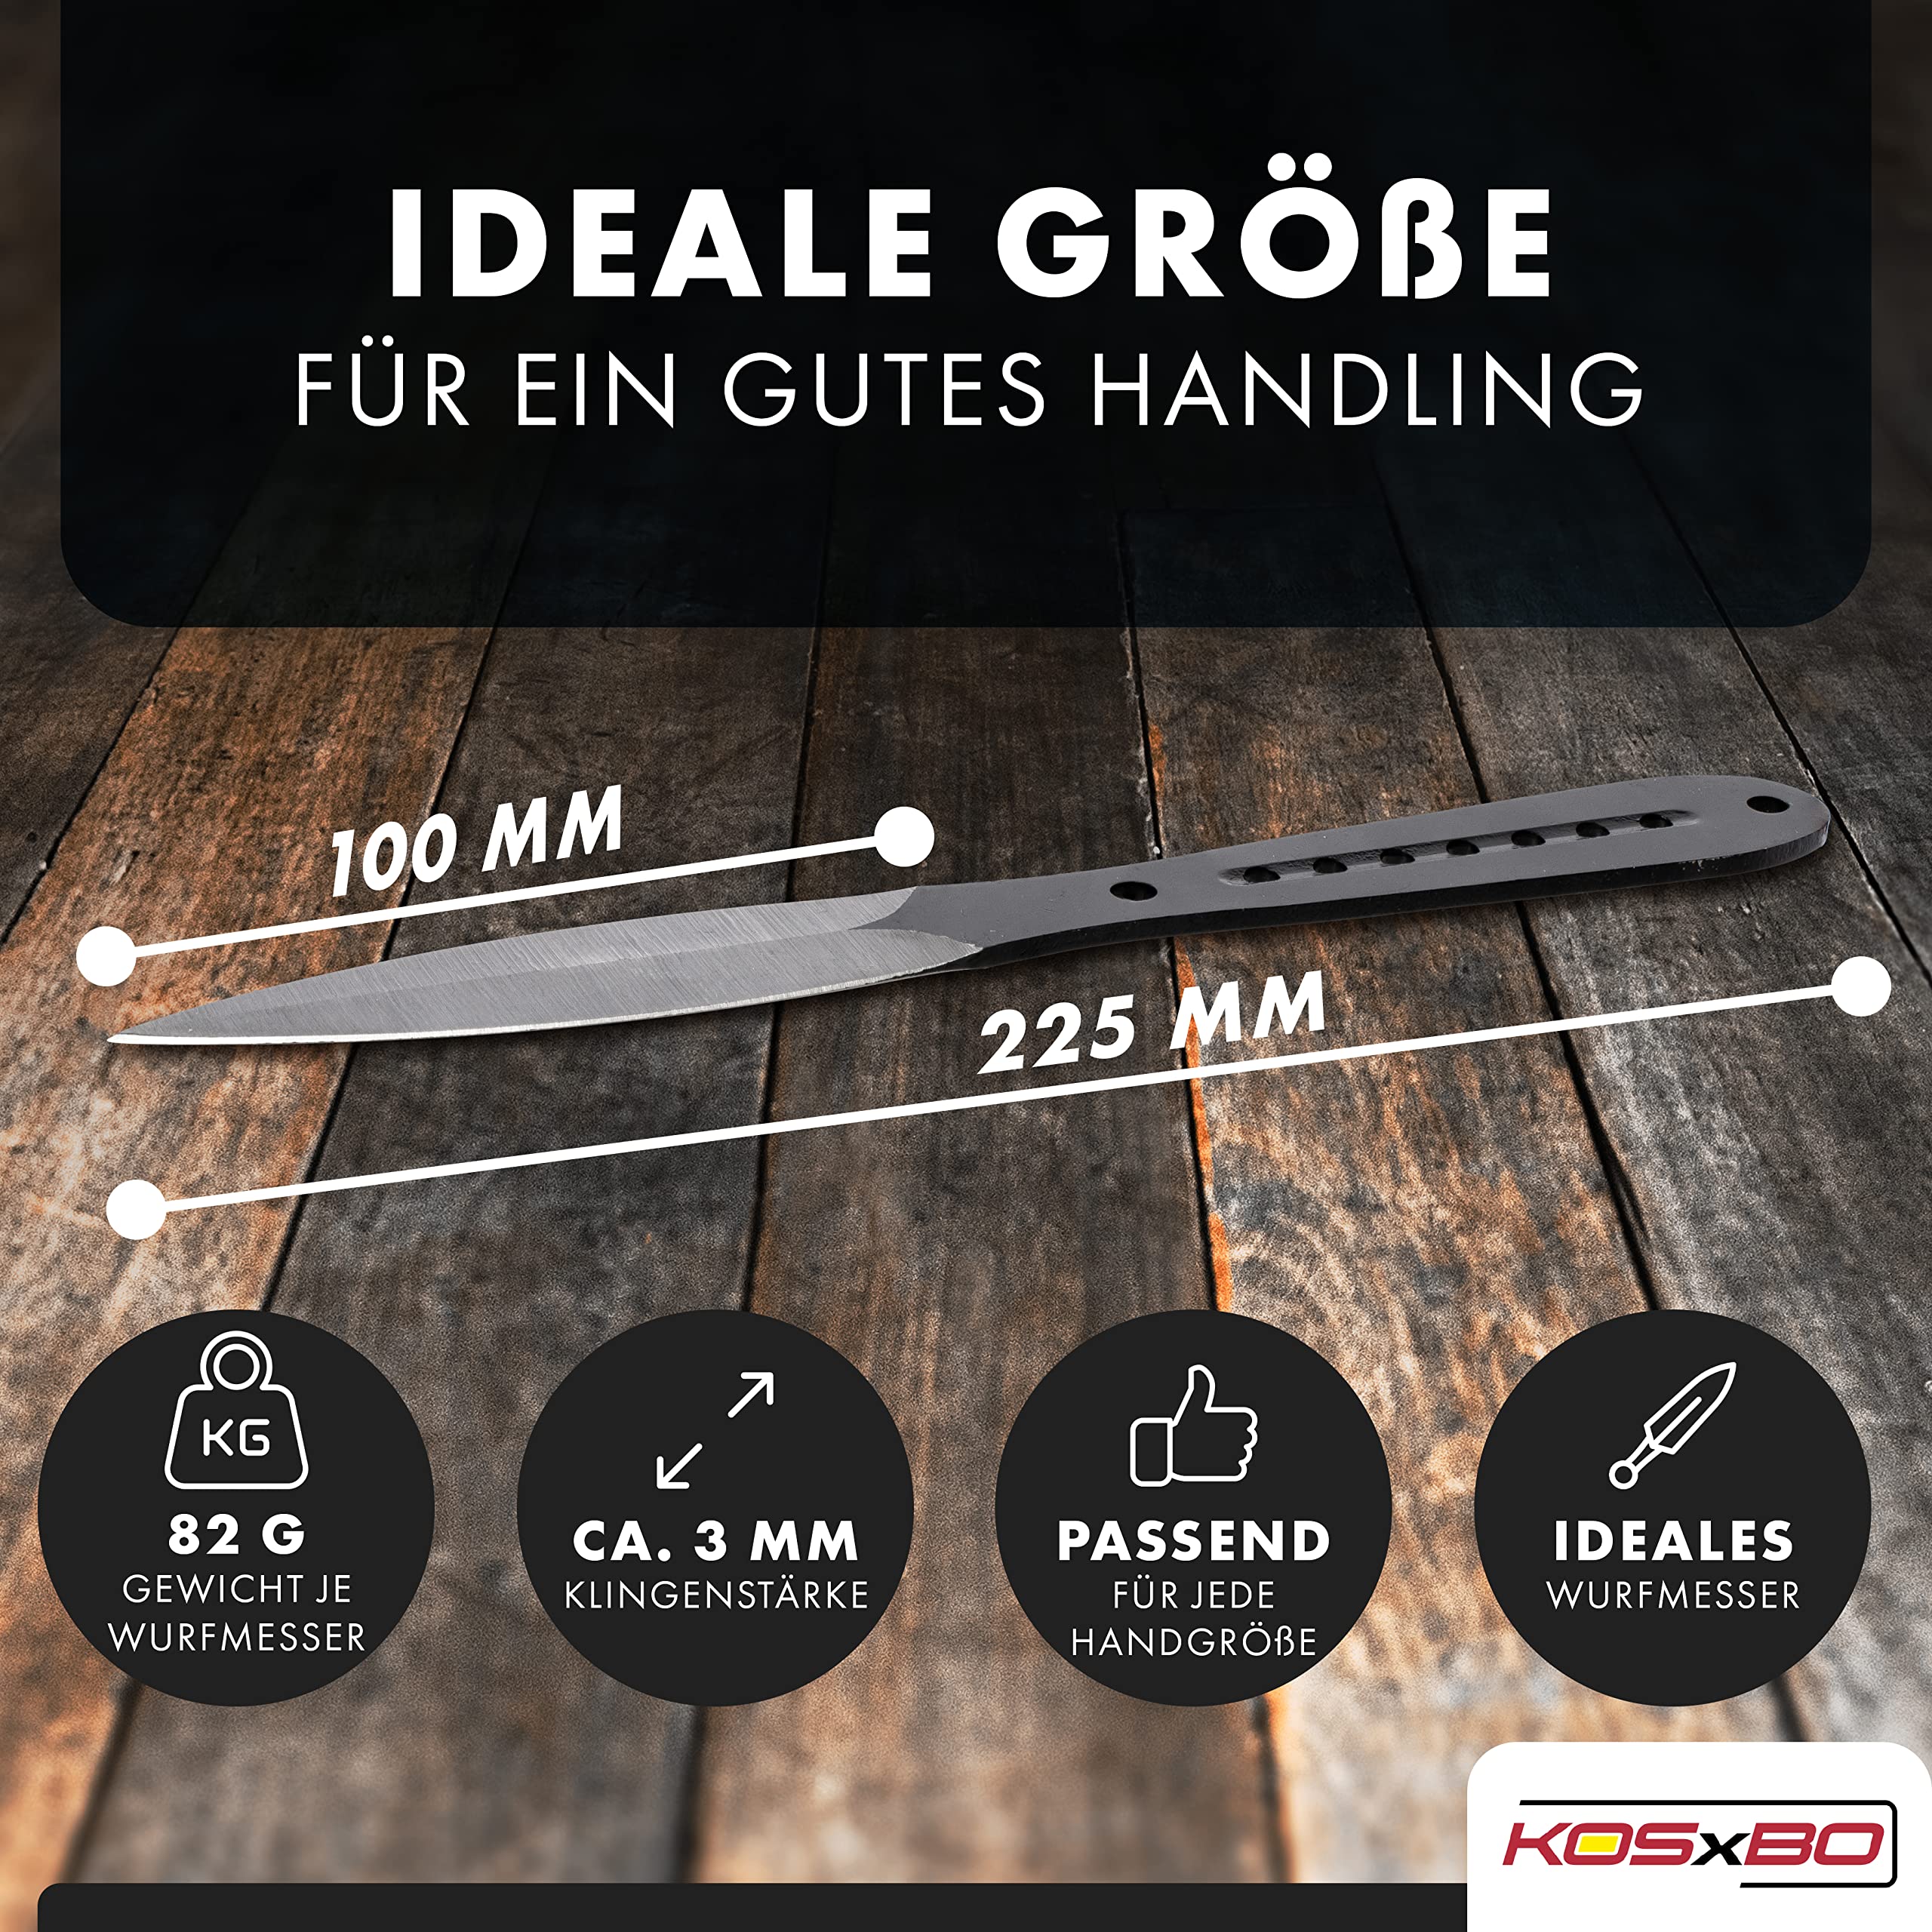 IDEALE GRÖßE
FÜR EIN GUTES HANDLING
100 MM
225 MM
KG
82 G
GEWICHT JE
WURFMESSER
CA. 3 MM
KLINGENSTÄRKE
PASSEND
FÜR JEDE
HANDGRÖßE
IDEALES
WURFMESSER
KOSxBO